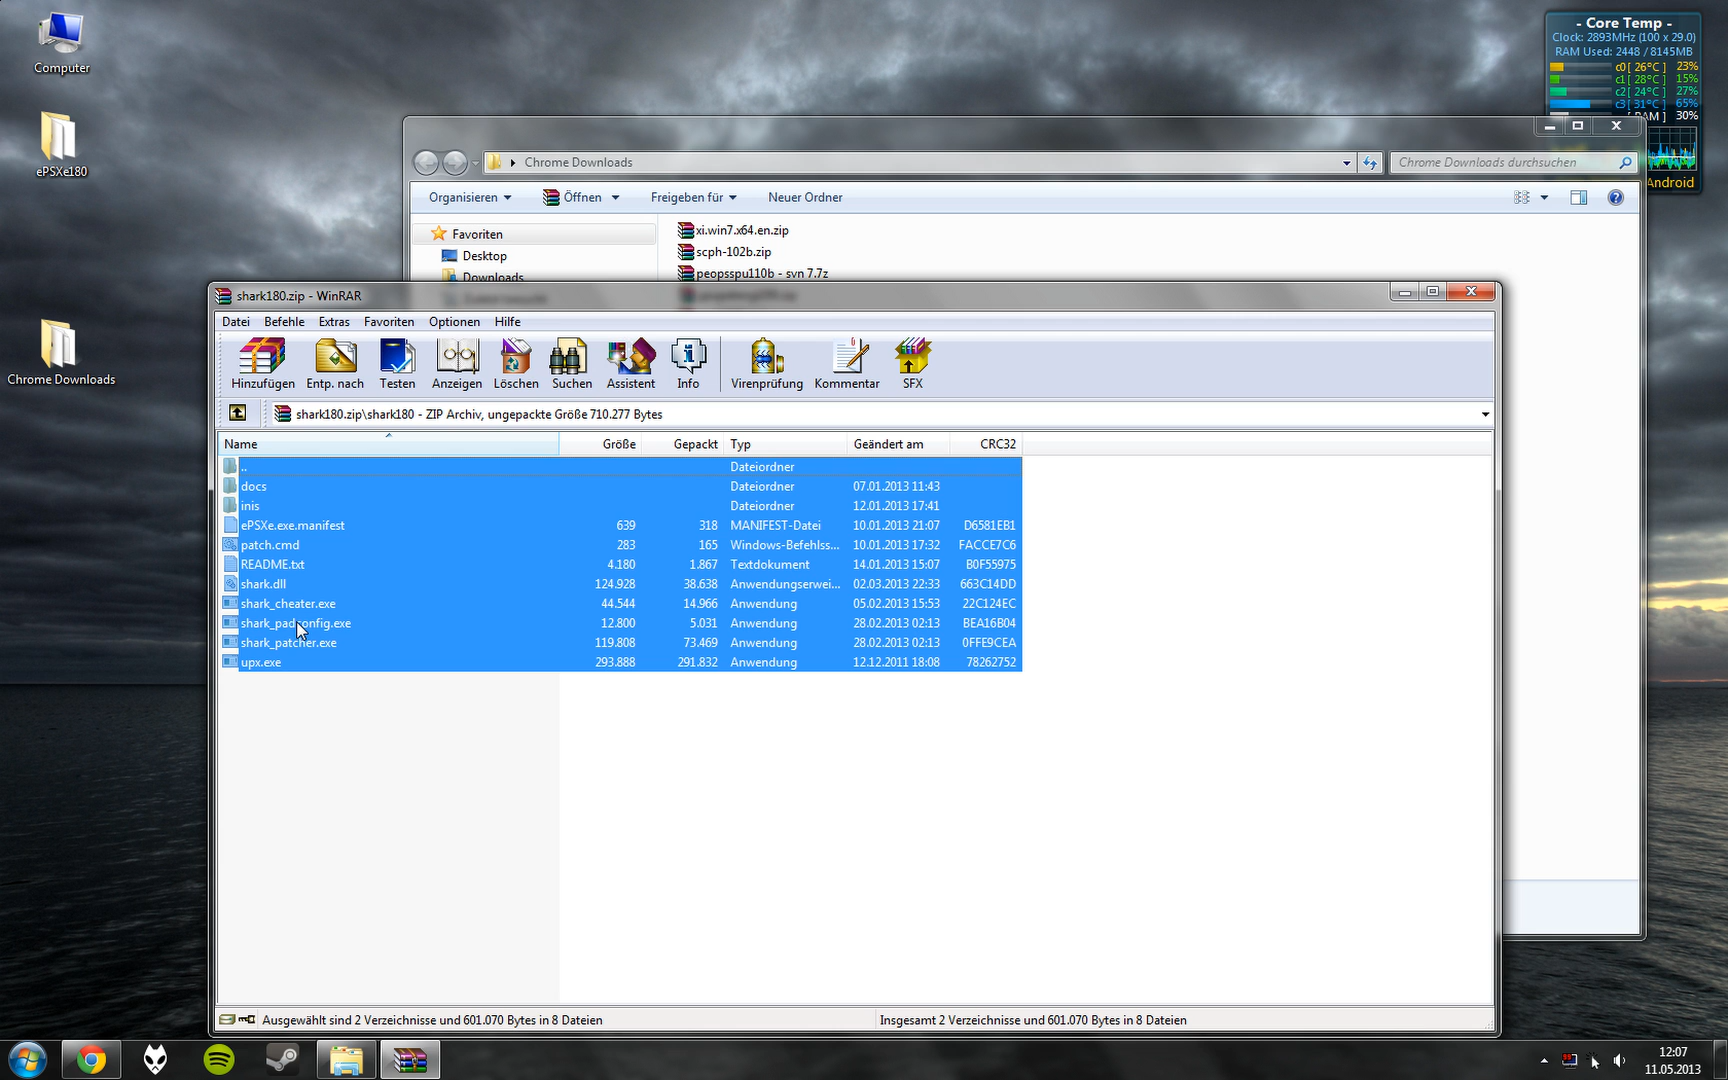 Computer
ePSXe180
Chrome Downloads
- Core Temp -
Clock: 2893MHz (100 x 29.0)
RAM Used: 2448 / 8145MB
c0[ 26°C ] 23%
c1[ 28°C ] 15%
c2[ 24°C ] 27%
c3[ 31°C ] 65%
RAM ] 30%
Android
Chrome Downloads
Chrome Downloads durchsuchen
Organisieren
Öffnen
Freigeben für
Neuer Ordner
Favoriten
Desktop
Downloads
xi.win7.x64.en.zip
scph-102b.zip
peopsspu110b - svn 7.7z
shark180.zip - WinRAR
Datei Befehle Extras Favoriten Optionen Hilfe
Hinzufügen Entp. nach Testen Anzeigen Löschen Suchen Assistent Info Virenprüfung Kommentar SFX
shark180.zip\shark180 - ZIP Archiv, ungepackte Größe 710.277 Bytes
Name Größe Gepackt Typ Geändert am CRC32
.. Dateiordner
docs Dateiordner 07.01.2013 11:43
inis Dateiordner 12.01.2013 17:41
ePSXe.exe.manifest 639 318 MANIFEST-Datei 10.01.2013 21:07 D6581EB1
patch.cmd 283 165 Windows-Befehlss... 10.01.2013 17:32 FACCE7C6
README.txt 4.180 1.867 Textdokument 14.01.2013 15:07 B0F55975
shark.dll 124.928 38.638 Anwendungserwei... 02.03.2013 22:33 663C14DD
shark_cheater.exe 44.544 14.966 Anwendung 05.02.2013 15:53 22C124EC
shark_padconfig.exe 12.800 5.031 Anwendung 28.02.2013 02:13 BEA16B04
shark_patcher.exe 119.808 73.469 Anwendung 28.02.2013 02:13 0FFE9CEA
upx.exe 293.888 291.832 Anwendung 12.12.2011 18:08 78262752
Ausgewählt sind 2 Verzeichnisse und 601.070 Bytes in 8 Dateien
Insgesamt 2 Verzeichnisse und 601.070 Bytes in 8 Dateien
12:07
11.05.2013